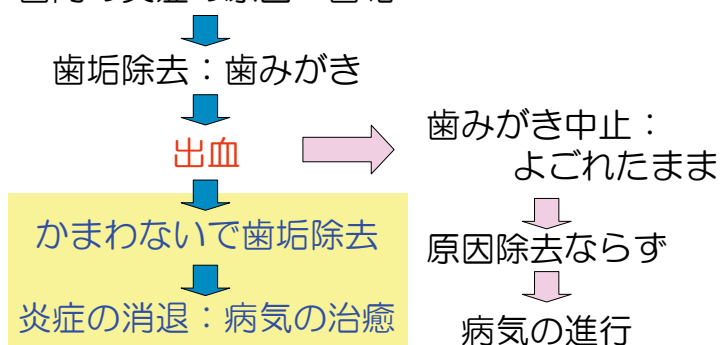 歯垢除去：歯みがき
出血
かまわないで歯垢除去
炎症の消退：病気の治癒
歯みがき中止：
よごれたまま
原因除去ならず
病気の進行